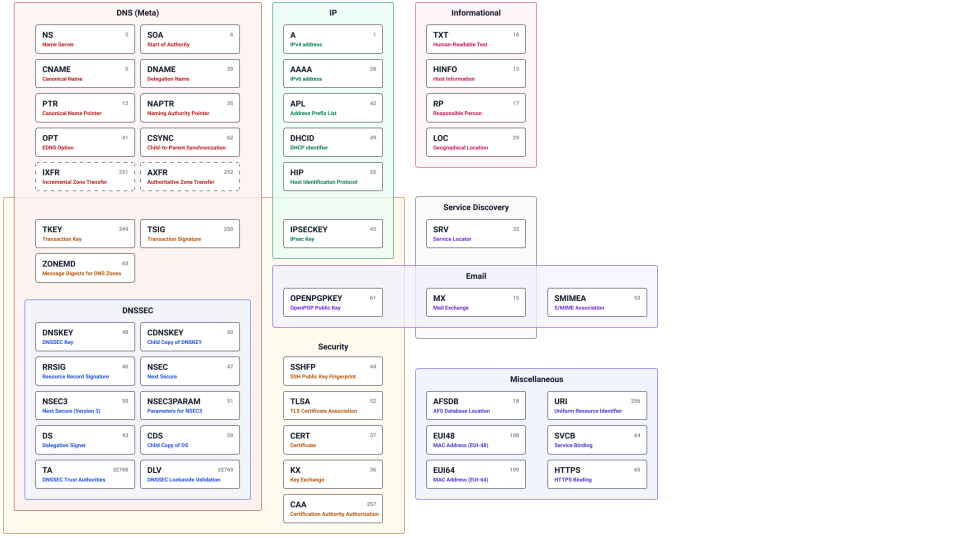 DNS (Meta)
NS 2
Name Server
SOA 6
Start of Authority
CNAME 5
Canonical Name
DNAME 39
Delegation Name
PTR 12
Canonical Name Pointer
NAPTR 35
Naming Authority Pointer
OPT 41
EDNS Option
CSYNC 62
Child-to-Parent Synchronization
IXFR 251
Incremental Zone Transfer
AXFR 252
Authoritative Zone Transfer
TKEY 249
Transaction Key
TSIG 250
Transaction Signature
ZONEMD 63
Message Digests for DNS Zones
DNSSEC
DNSKEY 48
DNSSEC Key
CDNSKEY 60
Child Copy of DNSKEY
RRSIG 46
Resource Record Signature
NSEC 47
Next Secure
NSEC3 50
Next Secure (Version 3)
NSEC3PARAM 51
Parameters for NSEC3
DS 43
Delegation Signer
CDS 59
Child Copy of DS
TA 32768
DNSSEC Trust Authorities
DLV 32769
DNSSEC Lookaside Validation
IP
A 1
IPv4 address
AAAA 28
IPv6 address
APL 42
Address Prefix List
DHCID 49
DHCP identifier
HIP 55
Host Identification Protocol
IPSECKEY 45
IPsec Key
Informational
TXT 16
Human-Readable Text
HINFO 13
Host Information
RP 17
Responsible Person
LOC 29
Geographical Location
Service Discovery
SRV 33
Service Locator
Email
OPENPGPKEY 61
OpenPGP Public Key
MX 15
Mail Exchange
SMIMEA 53
S/MIME Association
Security
SSHFP 44
SSH Public Key Fingerprint
TLSA 52
TLS Certificate Association
CERT 37
Certificate
KX 36
Key Exchange
CAA 257
Certification Authority Authorization
Miscellaneous
AFSDB 18
AFS Database Location
URI 256
Uniform Resource Identifier
EUI48 108
MAC Address (EUI-48)
SVCB 64
Service Binding
EUI64 109
MAC Address (EUI-64)
HTTPS 65
HTTPS Binding